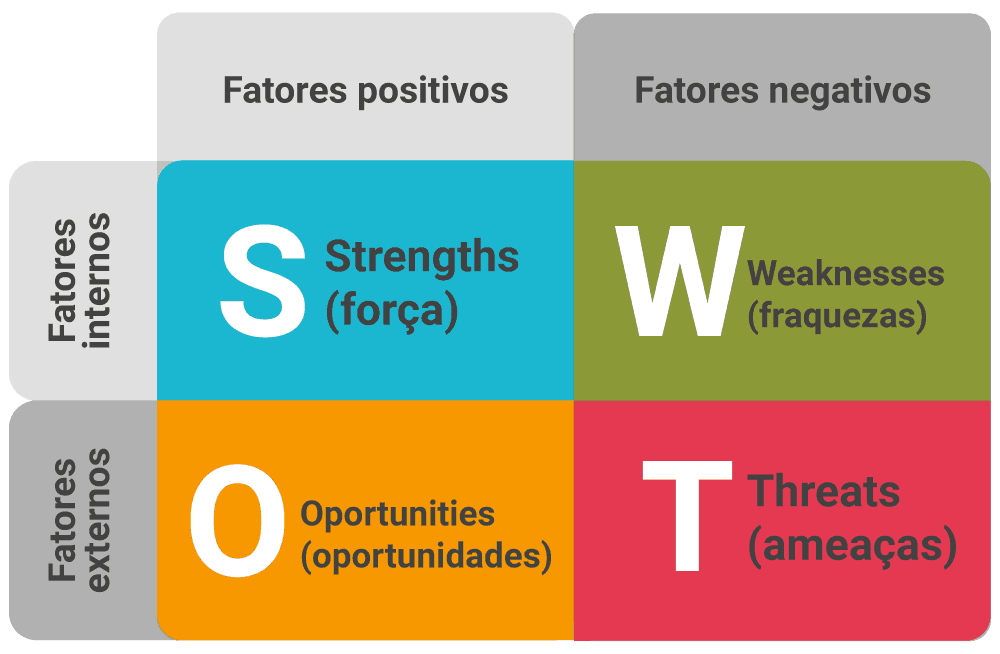 Fatores positivos
Fatores negativos
Fatores
internos
S
Strengths
(força)
W
Weaknesses
(fraquezas)
Fatores
externos
O
Oportunities
(oportunidades)
T
Threats
(ameaças)